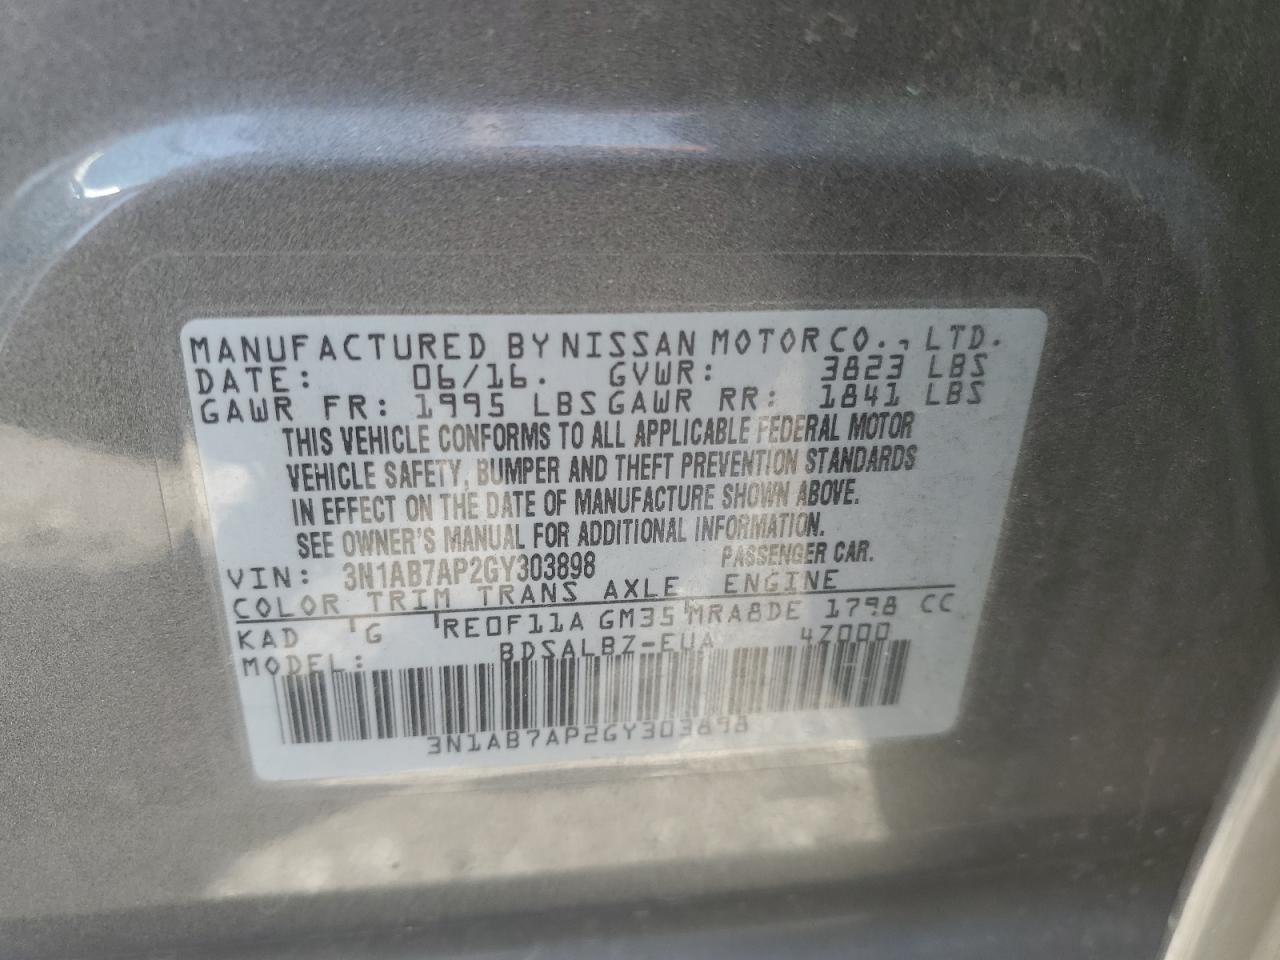 MANUFACTURED BY NISSAN MOTOR CO., LTD.
DATE: 06/16. GVWR: 3823 LBS
GAWR FR: 1995 LBS GAWR RR: 1841 LBS
THIS VEHICLE CONFORMS TO ALL APPLICABLE FEDERAL MOTOR
VEHICLE SAFETY, BUMPER AND THEFT PREVENTION STANDARDS
IN EFFECT ON THE DATE OF MANUFACTURE SHOWN ABOVE.
SEE OWNER'S MANUAL FOR ADDITIONAL INFORMATION.
VIN: 3N1AB7AP2GY303898 PASSENGER CAR.
COLOR TRIM TRANS AXLE ENGINE
KAD G RE0F11A GM35 MRA8DE 1798 CC
MODEL: BDSALBZ-EUA 47000
3N1AB7AP2GY303898